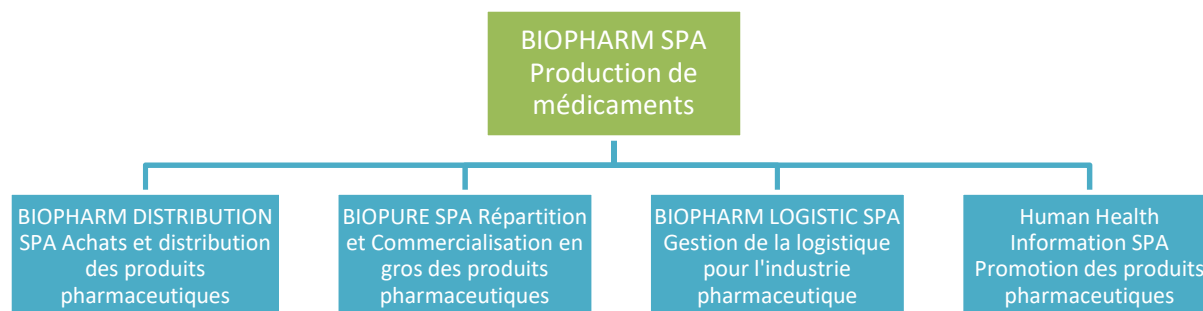 BIOPHARM SPA
Production de
médicaments
BIOPHARM DISTRIBUTION
SPA Achats et distribution
des produits
pharmaceutiques
BIOPURE SPA Répartition
et Commercialisation en
gros des produits
pharmaceutiques
BIOPHARM LOGISTIC SPA
Gestion de la logistique
pour l'industrie
pharmaceutique
Human Health
Information SPA
Promotion des produits
pharmaceutiques